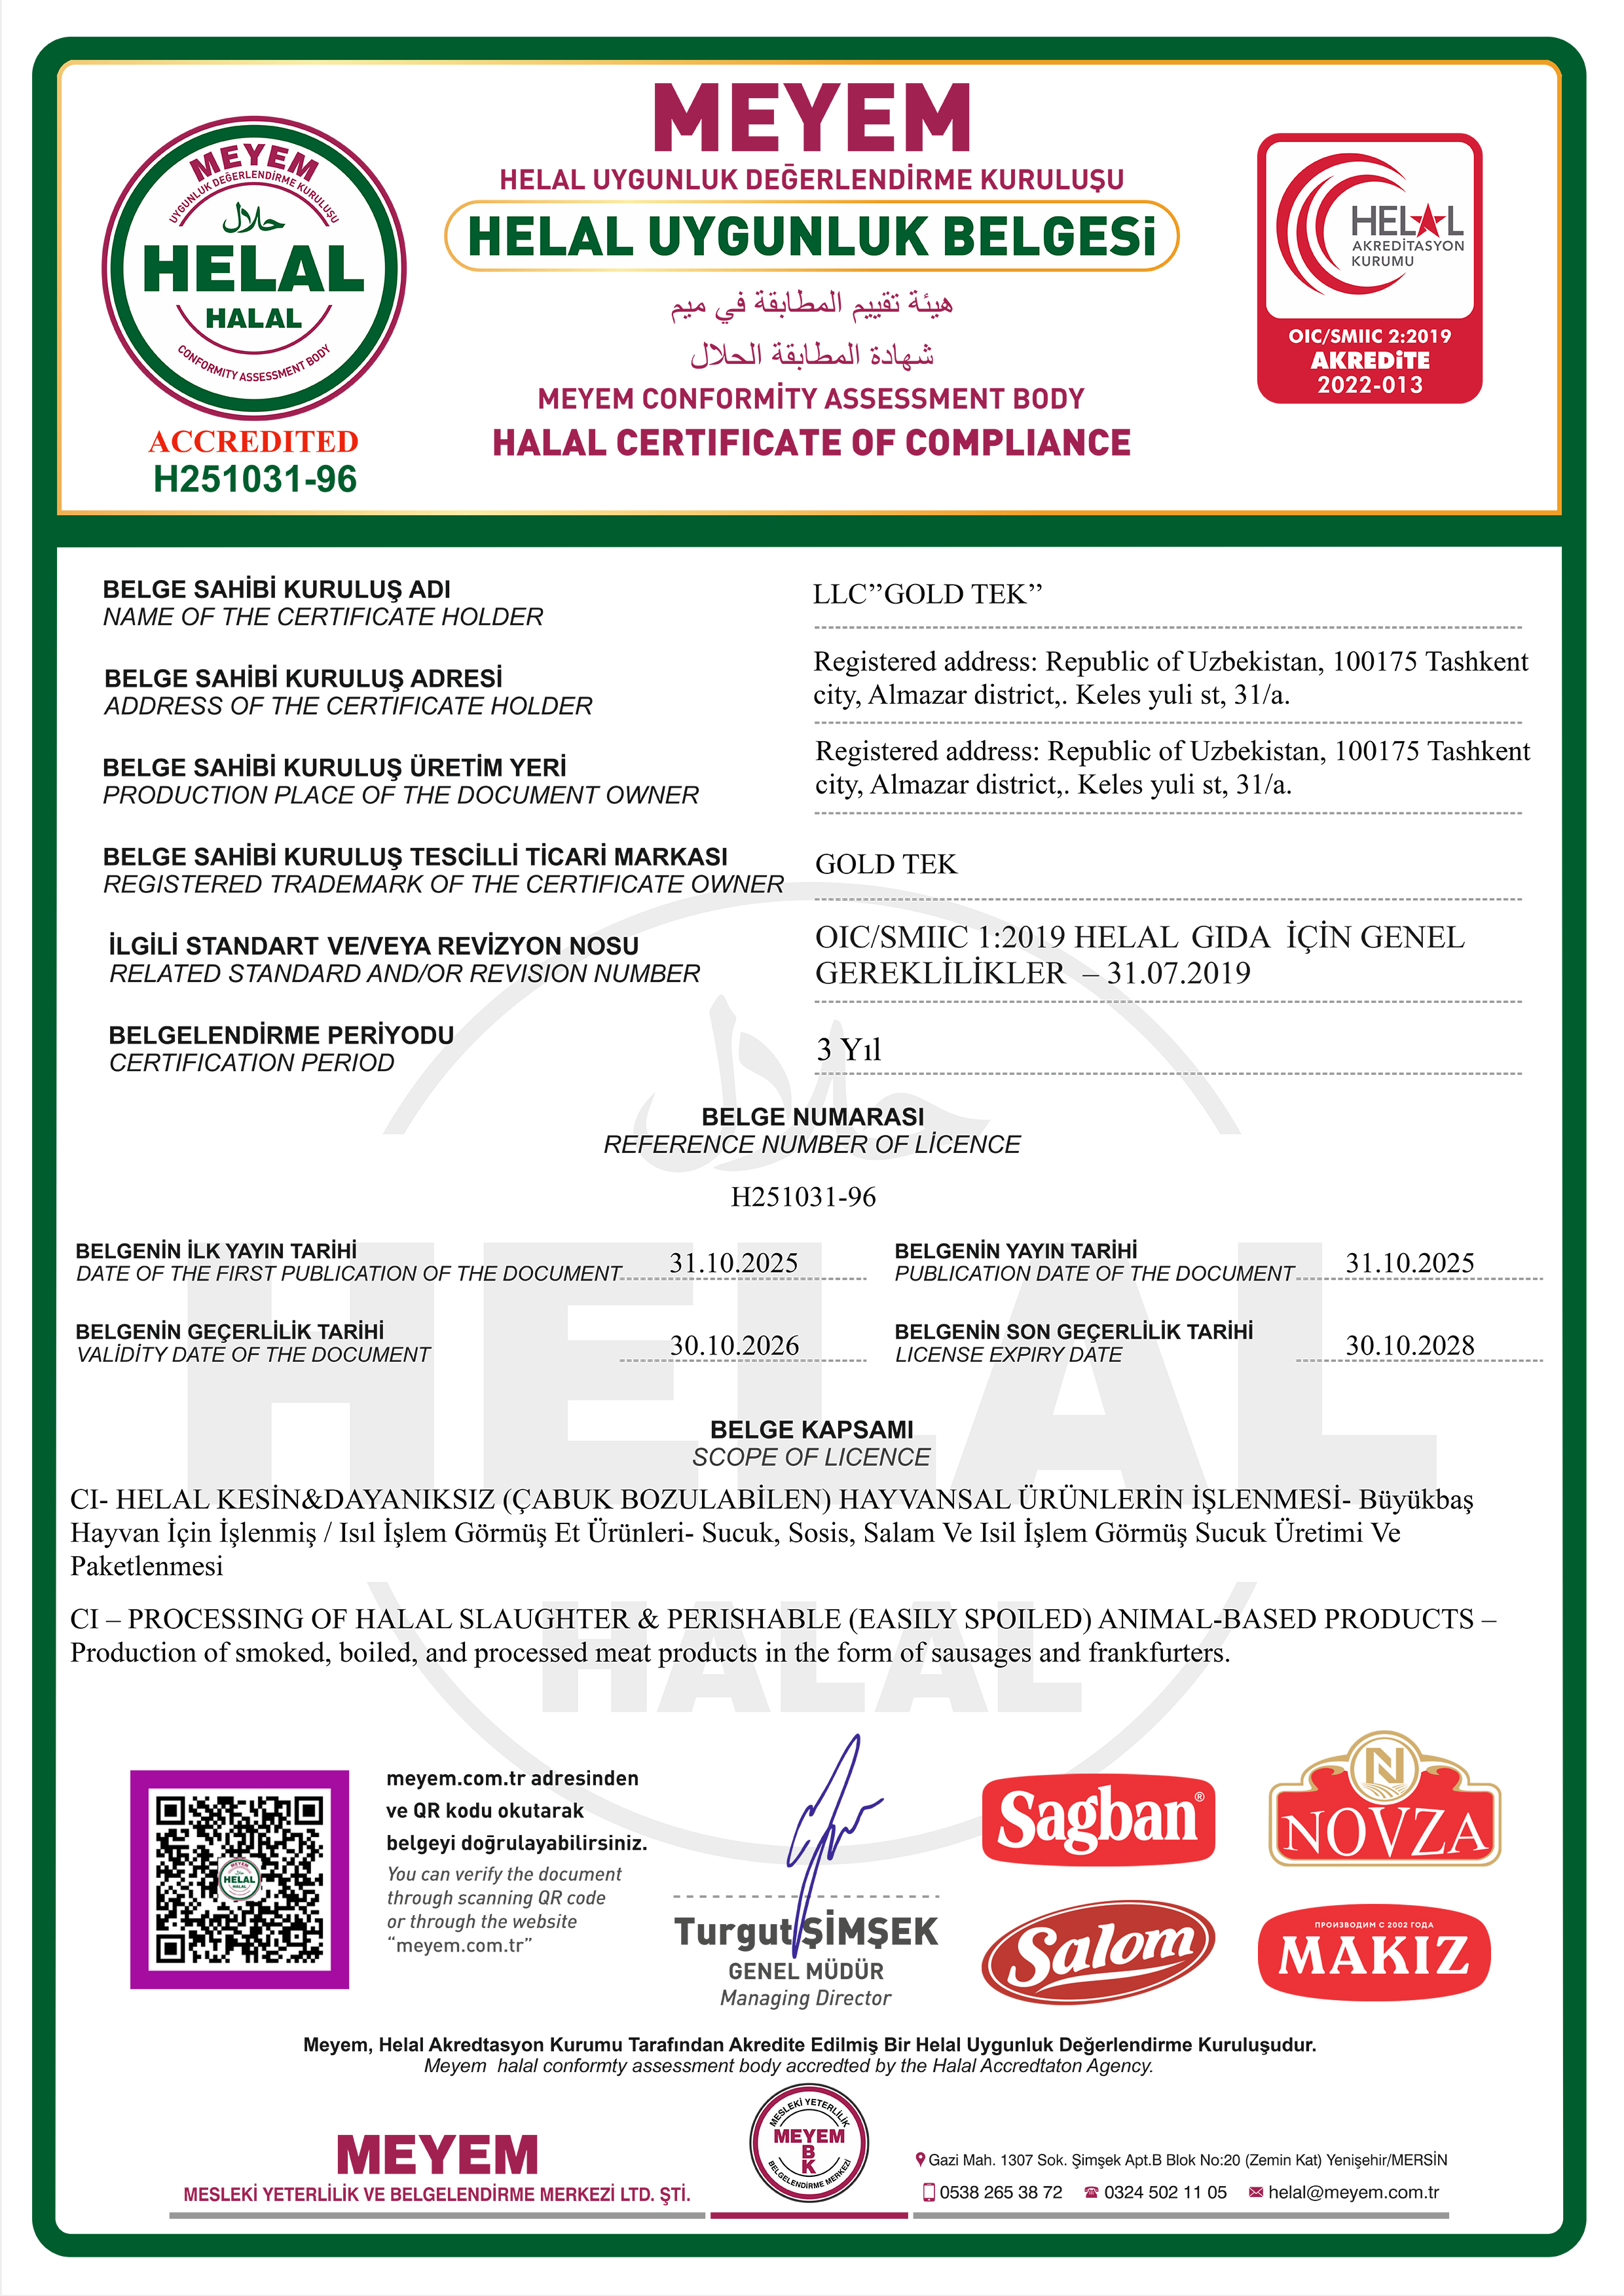 MEYEM
HELAL UYGUNLUK DEĞERLENDİRME KURULUŞU
HELAL UYGUNLUK BELGESİ
هيئة تقييم المطابقة في ميم
شهادة المطابقة الحلال
MEYEM CONFORMİTY ASSESSMENT BODY
HALAL CERTIFICATE OF COMPLIANCE
MEYEM
UYGUNLUK DEĞERLENDİRME KURULUŞU
حلال
HELAL
HALAL
CONFORMITY ASSESSMENT BODY
ACCREDITED
H251031-96
HELAL
AKREDİTASYON
KURUMU
OIC/SMIIC 2:2019
AKREDİTE
2022-013
BELGE SAHİBİ KURULUŞ ADI
NAME OF THE CERTIFICATE HOLDER
LLC”GOLD TEK”
BELGE SAHİBİ KURULUŞ ADRESİ
ADDRESS OF THE CERTIFICATE HOLDER
Registered address: Republic of Uzbekistan, 100175 Tashkent
city, Almazar district,. Keles yuli st, 31/a.
BELGE SAHİBİ KURULUŞ ÜRETİM YERİ
PRODUCTION PLACE OF THE DOCUMENT OWNER
Registered address: Republic of Uzbekistan, 100175 Tashkent
city, Almazar district,. Keles yuli st, 31/a.
BELGE SAHİBİ KURULUŞ TESCİLLİ TİCARİ MARKASI
REGISTERED TRADEMARK OF THE CERTIFICATE OWNER
GOLD TEK
İLGİLİ STANDART VE/VEYA REVİZYON NOSU
RELATED STANDARD AND/OR REVISION NUMBER
OIC/SMIIC 1:2019 HELAL GIDA İÇİN GENEL
GEREKLİLİKLER – 31.07.2019
BELGELENDİRME PERİYODU
CERTIFICATION PERIOD
3 Yıl
BELGE NUMARASI
REFERENCE NUMBER OF LİCENCE
H251031-96
BELGENİN İLK YAYIN TARİHİ
DATE OF THE FIRST PUBLICATION OF THE DOCUMENT
31.10.2025
BELGENİN YAYIN TARİHİ
PUBLICATION DATE OF THE DOCUMENT
31.10.2025
BELGENİN GEÇERLİLİK TARİHİ
VALİDİTY DATE OF THE DOCUMENT
30.10.2026
BELGENİN SON GEÇERLİLİK TARİHİ
LICENSE EXPIRY DATE
30.10.2028
BELGE KAPSAMI
SCOPE OF LICENCE
CI- HELAL KESİN&DAYANIKSIZ (ÇABUK BOZULABİLEN) HAYVANSAL ÜRÜNLERİN İŞLENMESİ- Büyükbaş
Hayvan İçin İşlenmiş / Isıl İşlem Görmüş Et Ürünleri- Sucuk, Sosis, Salam Ve Isil İşlem Görmüş Sucuk Üretimi Ve
Paketlenmesi
CI – PROCESSING OF HALAL SLAUGHTER & PERISHABLE (EASILY SPOILED) ANIMAL-BASED PRODUCTS –
Production of smoked, boiled, and processed meat products in the form of sausages and frankfurters.
حلال
HELAL
HALAL
MEYEM
HELAL
HALAL
meyem.com.tr adresinden
ve QR kodu okutarak
belgeyi doğrulayabilirsiniz.
You can verify the document
through scanning QR code
or through the website
“meyem.com.tr”
Turgut ŞİMŞEK
GENEL MÜDÜR
Managing Director
Sagban®
N
NOVZA
Salom
ПРОИЗВОДИМ С 2002 ГОДА
MAKIZ
Meyem, Helal Akredtasyon Kurumu Tarafından Akredite Edilmiş Bir Helal Uygunluk Değerlendirme Kuruluşudur.
Meyem halal conformty assessment body accredted by the Halal Accredtaton Agency.
MEYEM
MESLEKİ YETERLİLİK VE BELGELENDİRME MERKEZİ LTD. ŞTİ.
MESLEKİ YETERLİLİK
MEYEM
B
K
BELGELENDİRME MERKEZİ
Gazi Mah. 1307 Sok. Şimşek Apt.B Blok No:20 (Zemin Kat) Yenişehir/MERSİN
0538 265 38 72 0324 502 11 05 helal@meyem.com.tr